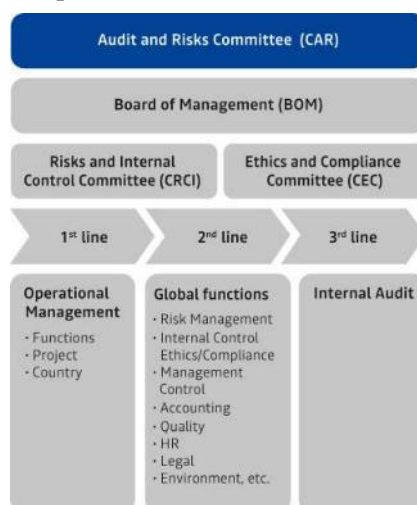 Audit and Risks Committee (CAR)
Board of Management (BOM)
Risks and Internal
Control Committee (CRCI)
Ethics and Compliance
Committee (CEC)
1st line
2nd line
3rd line
Operational
Management
· Functions
· Project
· Country
Global functions
· Risk Management
· Internal Control
Ethics/Compliance
· Management
Control
· Accounting
· Quality
· HR
· Legal
· Environment, etc.
Internal Audit